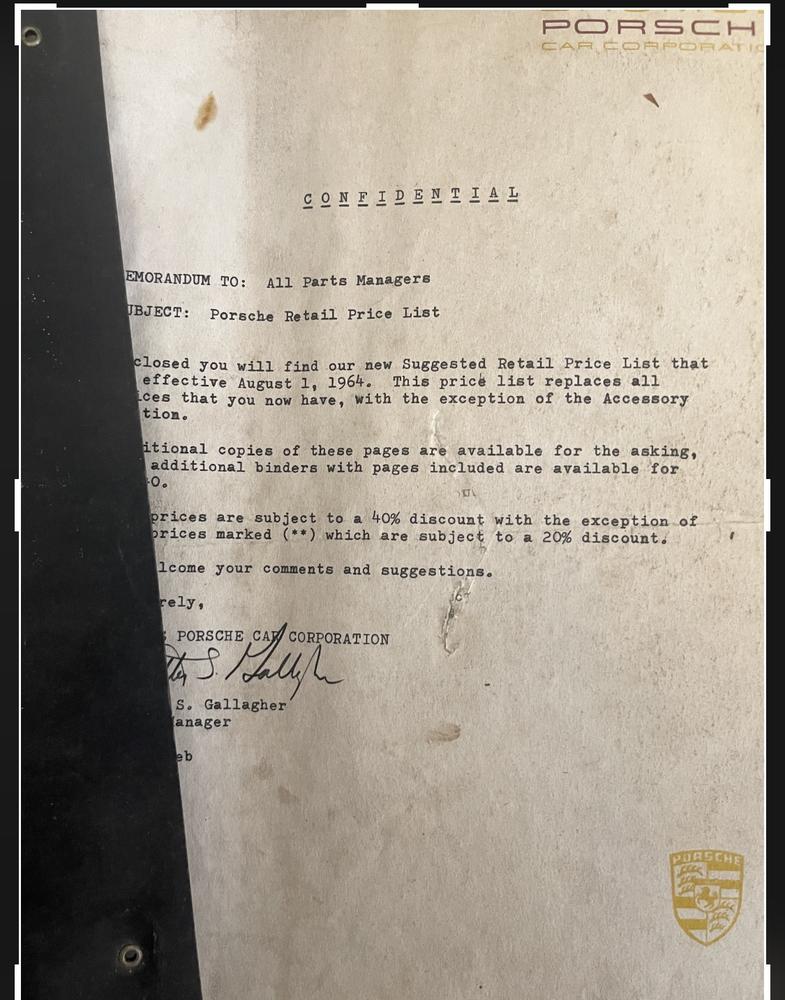 PORSCH
CAR CORPORATIO
CONFIDENTIAL
EMORANDUM TO: All Parts Managers
UBJECT: Porsche Retail Price List
closed you will find our new Suggested Retail Price List that
effective August 1, 1964. This price list replaces all
ices that you now have, with the exception of the Accessory
tion.
itional copies of these pages are available for the asking,
additional binders with pages included are available for
0.
prices are subject to a 40% discount with the exception of
prices marked (**) which are subject to a 20% discount.
lcome your comments and suggestions.
rely,
PORSCHE CAR CORPORATION
S. Gallagher
S. Gallagher
anager
eb
PORSCHE